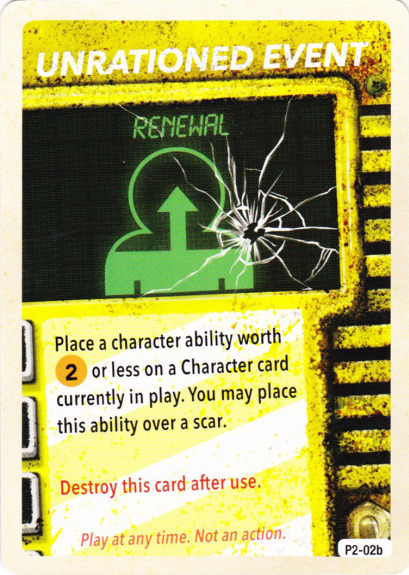 UNRATIONED EVENT
RENEWAL
Place a character ability worth
2 or less on a Character card
currently in play. You may place
this ability over a scar.
Destroy this card after use.
Play at any time. Not an action.
P2-02b